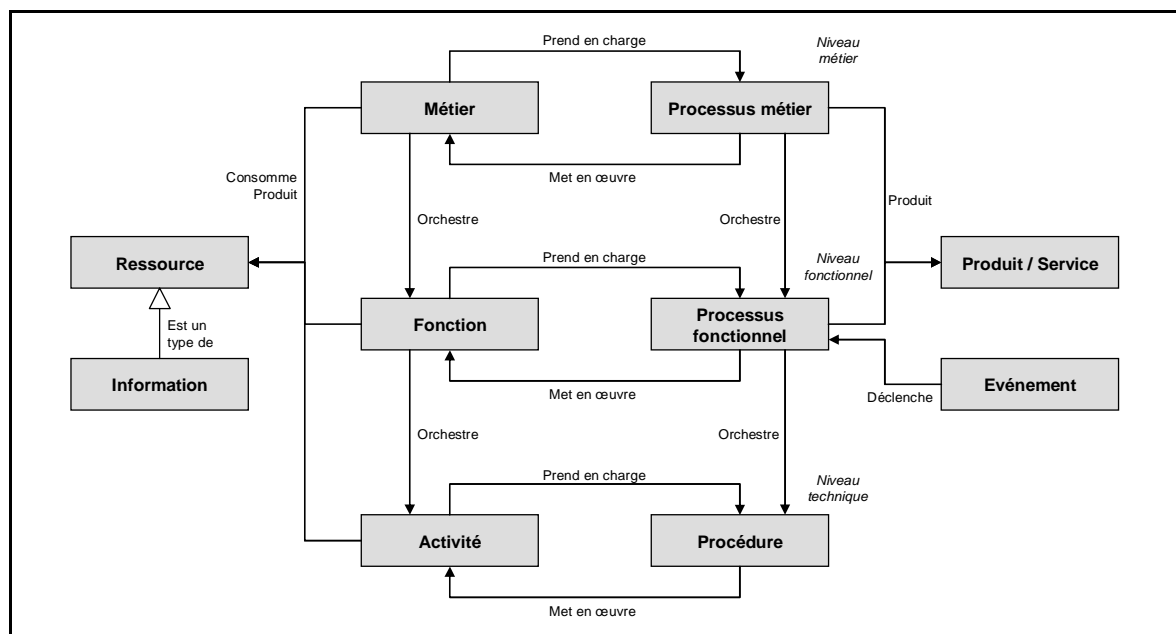 Prend en charge
Niveau
métier
Métier
Processus métier
Met en œuvre
Consomme
Produit
Orchestre
Orchestre
Produit
Ressource
Prend en charge
Niveau
fonctionnel
Produit / Service
Est un
type de
Fonction
Processus
fonctionnel
Information
Met en œuvre
Déclenche
Evénement
Orchestre
Orchestre
Prend en charge
Niveau
technique
Activité
Procédure
Met en œuvre